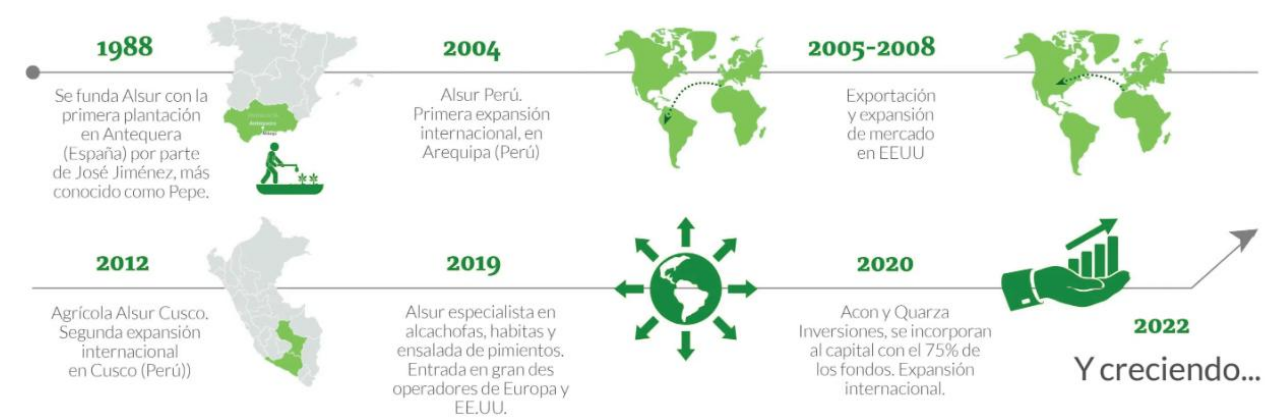 1988
Se funda Alsur con la
primera plantación
en Antequera
(España) por parte
de José Jiménez, más
conocido como Pepe.
Antequera
2004
Alsur Perú.
Primera expansión
internacional, en
Arequipa (Perú)
2005-2008
Exportación
y expansión
de mercado
en EEUU
2012
Agrícola Alsur Cusco.
Segunda expansión
internacional
en Cusco (Perú))
2019
Alsur especialista en
alcachofas, habitas y
ensalada de pimientos.
Entrada en gran des
operadores de Europa y
EE.UU.
2020
Acon y Quarza
Inversiones, se incorporan
al capital con el 75% de
los fondos. Expansión
internacional.
2022
Y creciendo...